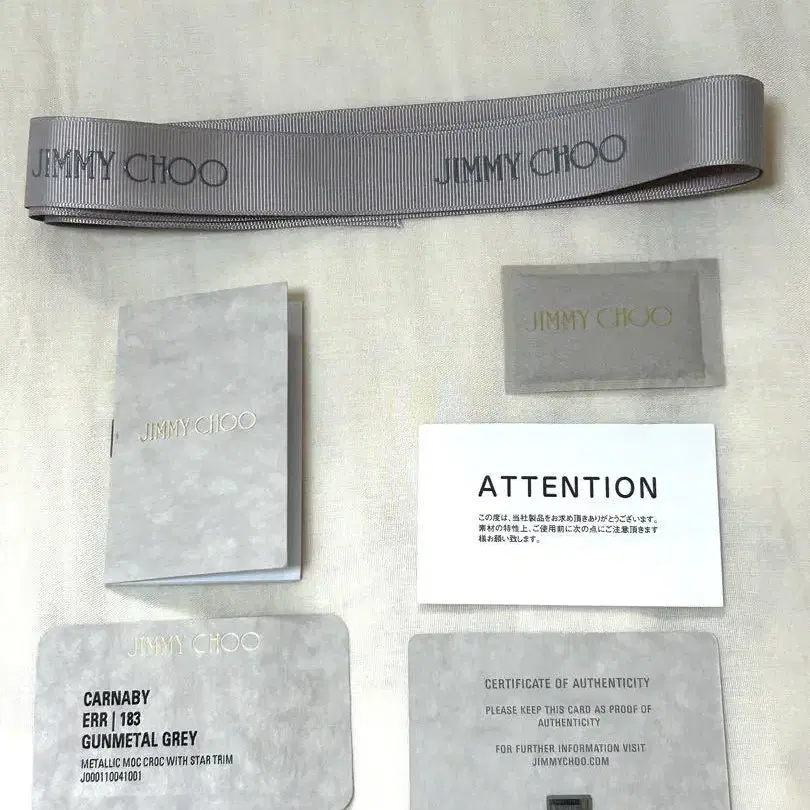 JIMMY CHOO JIMMY CHOO
JIMMY CHOO
JIMMY CHOO
ATTENTION
この度は、当社製品をお求め頂きありがとうございます。
素材の特性上、ご使用前に次の点にご注意頂きます
様お願い致します。
JIMMY CHOO
CARNABY
ERR | 183
GUNMETAL GREY
METALLIC MOC CROC WITH STAR TRIM
J000110041001
CERTIFICATE OF AUTHENTICITY
PLEASE KEEP THIS CARD AS PROOF OF
AUTHENTICITY
FOR FURTHER INFORMATION VISIT
JIMMYCHOO.COM